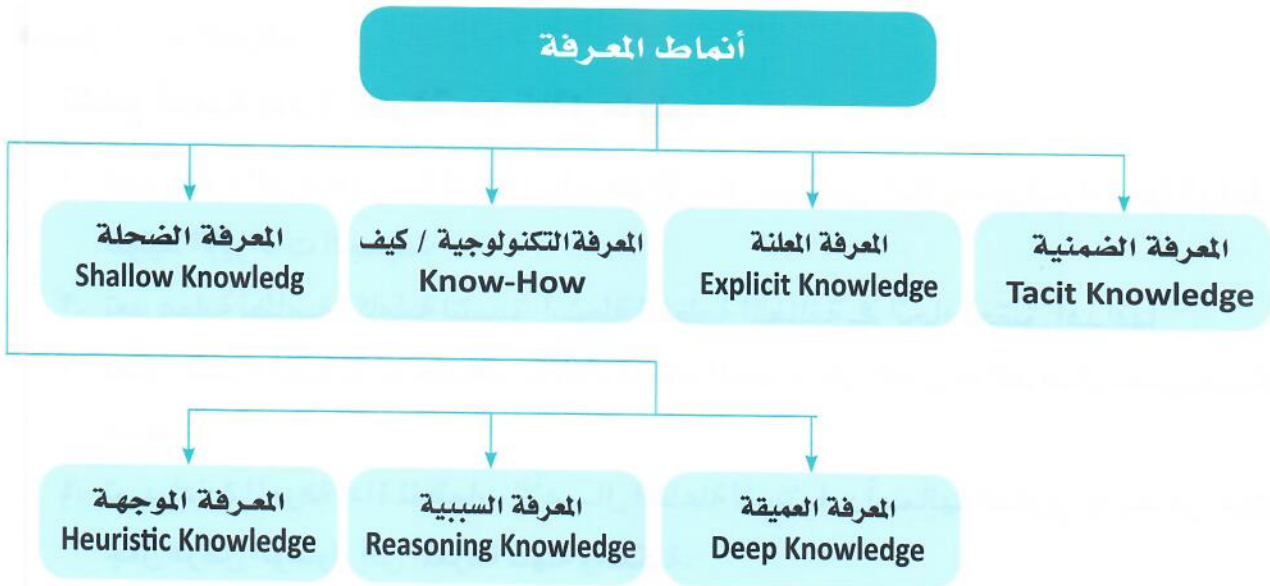 أنماط المعرفة
المعرفة الضمنية
Tacit Knowledge
المعرفة المعلنة
Explicit Knowledge
المعرفة التكنولوجية / كيف
Know-How
المعرفة الضحلة
Shallow Knowledg
المعرفة العميقة
Deep Knowledge
المعرفة السببية
Reasoning Knowledge
المعرفة الموجهة
Heuristic Knowledge